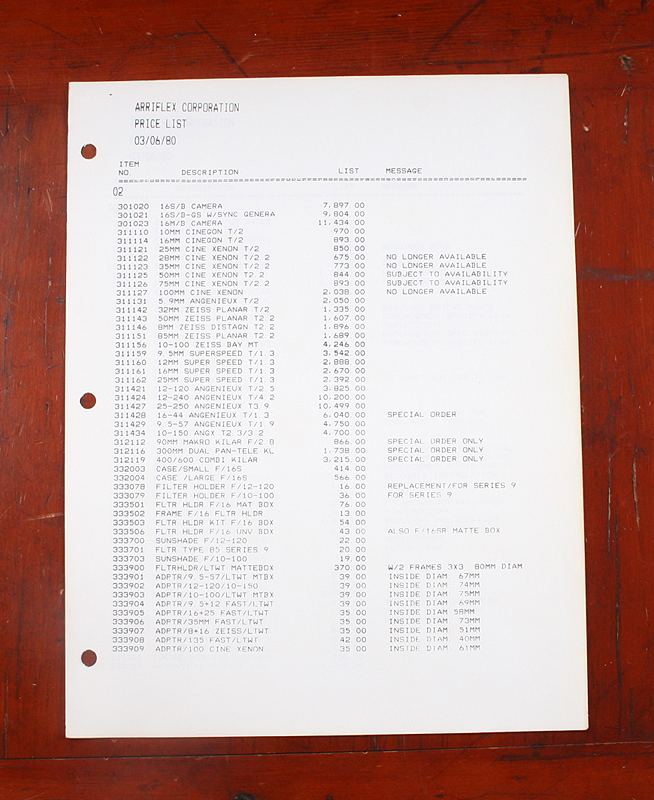 ARRIFLEX CORPORATION
PRICE LIST
03/06/80
ITEM
NO DESCRIPTION LIST MESSAGE
02
301020 16S/B CAMERA 7,897.00
301021 16S/B-GS W/SYNC GENERA 9,804.00
301023 16M/B CAMERA 11,434.00
311110 10MM CINEGON T/2 970.00
311114 16MM CINEGON T/2 893.00
311121 25MM CINE XENON T/2 850.00
311122 28MM CINE XENON T/2.2 675.00 NO LONGER AVAILABLE
311123 35MM CINE XENON T/2.2 773.00 NO LONGER AVAILABLE
311125 50MM CINE XENON T2.2 844.00 SUBJECT TO AVAILABILITY
311126 75MM CINE XENON T/2.2 893.00 SUBJECT TO AVAILABILITY
311127 100MM CINE XENON 2,038.00 NO LONGER AVAILABLE
311131 5.9MM ANGENIEUX T/2 2,050.00
311142 32MM ZEISS PLANAR T/2 1,335.00
311143 50MM ZEISS PLANAR T2.2 1,607.00
311146 8MM ZEISS DISTAGN T2.2 1,896.00
311151 85MM ZEISS PLANAR T2.2 1,689.00
311156 10-100 ZEISS BAY MT 4,246.00
311159 9.5MM SUPERSPEED T/1.3 3,542.00
311160 12MM SUPER SPEED T/1.3 2,888.00
311161 16MM SUPER SPEED T/1.3 2,670.00
311162 25MM SUPER SPEED T/1.3 2,392.00
311421 12-120 ANGENIEUX T/2.5 3,825.00
311424 12-240 ANGENIEUX T/4.2 10,200.00
311427 25-250 ANGENIEUX T3.9 10,499.00
311428 16-44 ANGENIEUX T/1.3 6,040.00 SPECIAL ORDER
311429 9.5-57 ANGENIEUX T/1.9 4,750.00
311434 10-150 ANGX T2.3/3.2 4,700.00
312112 90MM MAKRO KILAR F/2.8 866.00 SPECIAL ORDER ONLY
312116 300MM DUAL PAN-TELE KL 1,738.00 SPECIAL ORDER ONLY
312119 400/600 COMBI KILAR 3,215.00 SPECIAL ORDER ONLY
332003 CASE/SMALL F/16S 414.00
332004 CASE /LARGE F/16S 566.00
333078 FILTER HOLDER F/12-120 16.00 REPLACEMENT/FOR SERIES 9
333079 FILTER HOLDER F/10-100 36.00 FOR SERIES 9
333501 FLTR HLDR F/16 MAT BOX 76.00
333502 FRAME F/16 FLTR HLDR 13.00
333503 FLTR HLDR KIT F/16 BOX 54.00
333506 FLTR HLDR F/16 UNV BOX 43.00 ALSO F/16SR MATTE BOX
333700 SUNSHADE F/12-120 22.00
333701 FLTR TYPE 85 SERIES 9 20.00
333703 SUNSHADE F/10-100 19.00
333900 FLTRHLDR/LTWT MATTEBOX 370.00 W/2 FRAMES 3X3 80MM DIAM
333901 ADPTR/9.5-57/LTWT MTBX 39.00 INSIDE DIAM 67MM
333902 ADPTR/12-120/10-150 39.00 INSIDE DIAM 74MM
333903 ADPTR/10-100/LTWT MTBX 39.00 INSIDE DIAM 75MM
333904 ADPTR/9.5+12 FAST/LTWT 39.00 INSIDE DIAM 69MM
333905 ADPTR/16+25 FAST/LTWT 35.00 INSIDE DIAM 58MM
333906 ADPTR/35MM FAST/LTWT 35.00 INSIDE DIAM 73MM
333907 ADPTR/8+16 ZEISS/LTWT 35.00 INSIDE DIAM 51MM
333908 ADPTR/135 FAST/LTWT 42.00 INSIDE DIAM 40MM
333909 ADPTR/100 CINE XENON 35.00 INSIDE DIAM 61MM